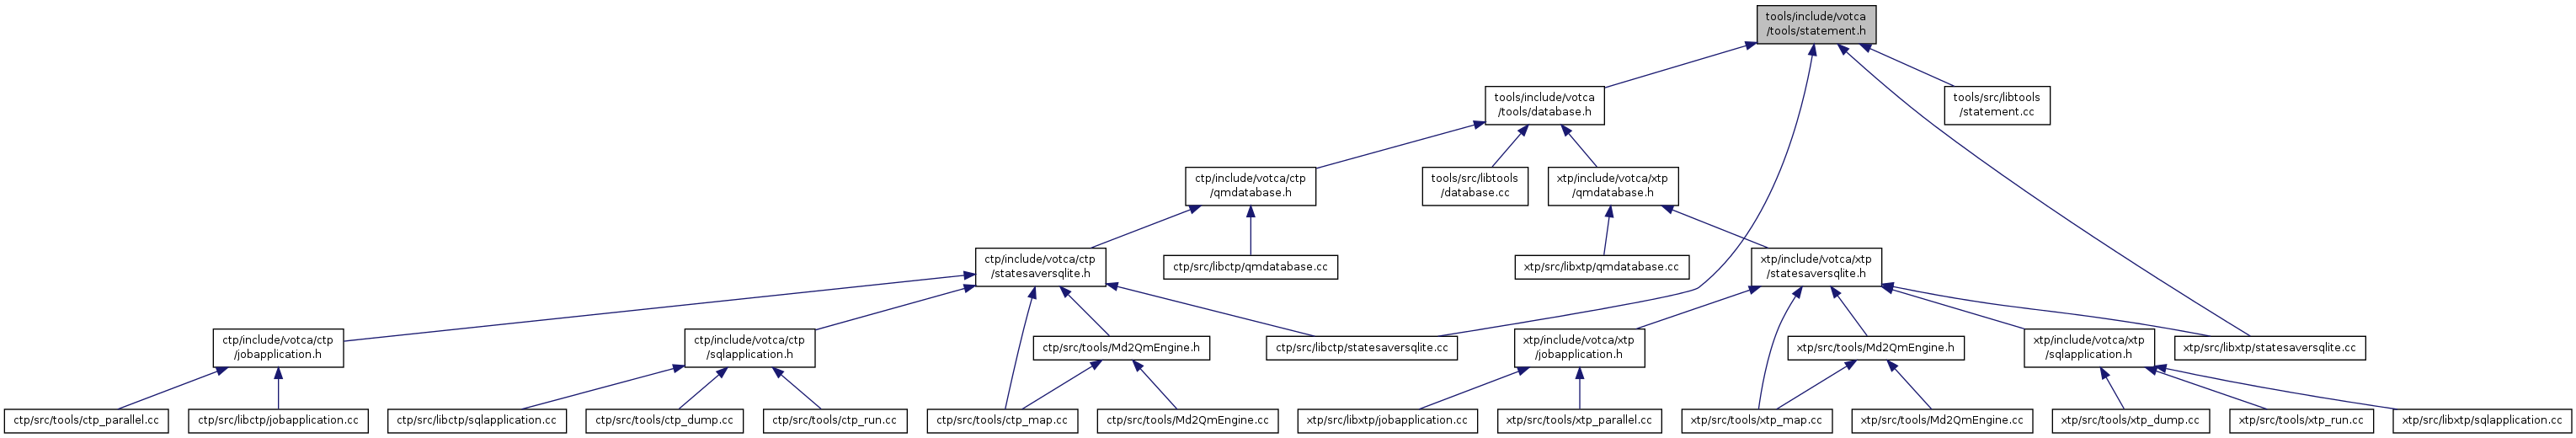 tools/include/votca
/tools/statement.h
tools/include/votca
/tools/database.h
tools/src/libtools
/statement.cc
ctp/include/votca/ctp
/qmdatabase.h
tools/src/libtools
/database.cc
xtp/include/votca/xtp
/qmdatabase.h
ctp/include/votca/ctp
/statesaversqlite.h
ctp/src/libctp/qmdatabase.cc
xtp/src/libxtp/qmdatabase.cc
xtp/include/votca/xtp
/statesaversqlite.h
ctp/include/votca/ctp
/jobapplication.h
ctp/include/votca/ctp
/sqlapplication.h
ctp/src/tools/Md2QmEngine.h
ctp/src/libctp/statesaversqlite.cc
xtp/include/votca/xtp
/jobapplication.h
xtp/src/tools/Md2QmEngine.h
xtp/include/votca/xtp
/sqlapplication.h
xtp/src/libxtp/statesaversqlite.cc
ctp/src/tools/ctp_parallel.cc
ctp/src/libctp/jobapplication.cc
ctp/src/libctp/sqlapplication.cc
ctp/src/tools/ctp_dump.cc
ctp/src/tools/ctp_run.cc
ctp/src/tools/ctp_map.cc
ctp/src/tools/Md2QmEngine.cc
xtp/src/libxtp/jobapplication.cc
xtp/src/tools/xtp_parallel.cc
xtp/src/tools/xtp_map.cc
xtp/src/tools/Md2QmEngine.cc
xtp/src/tools/xtp_dump.cc
xtp/src/tools/xtp_run.cc
xtp/src/libxtp/sqlapplication.cc